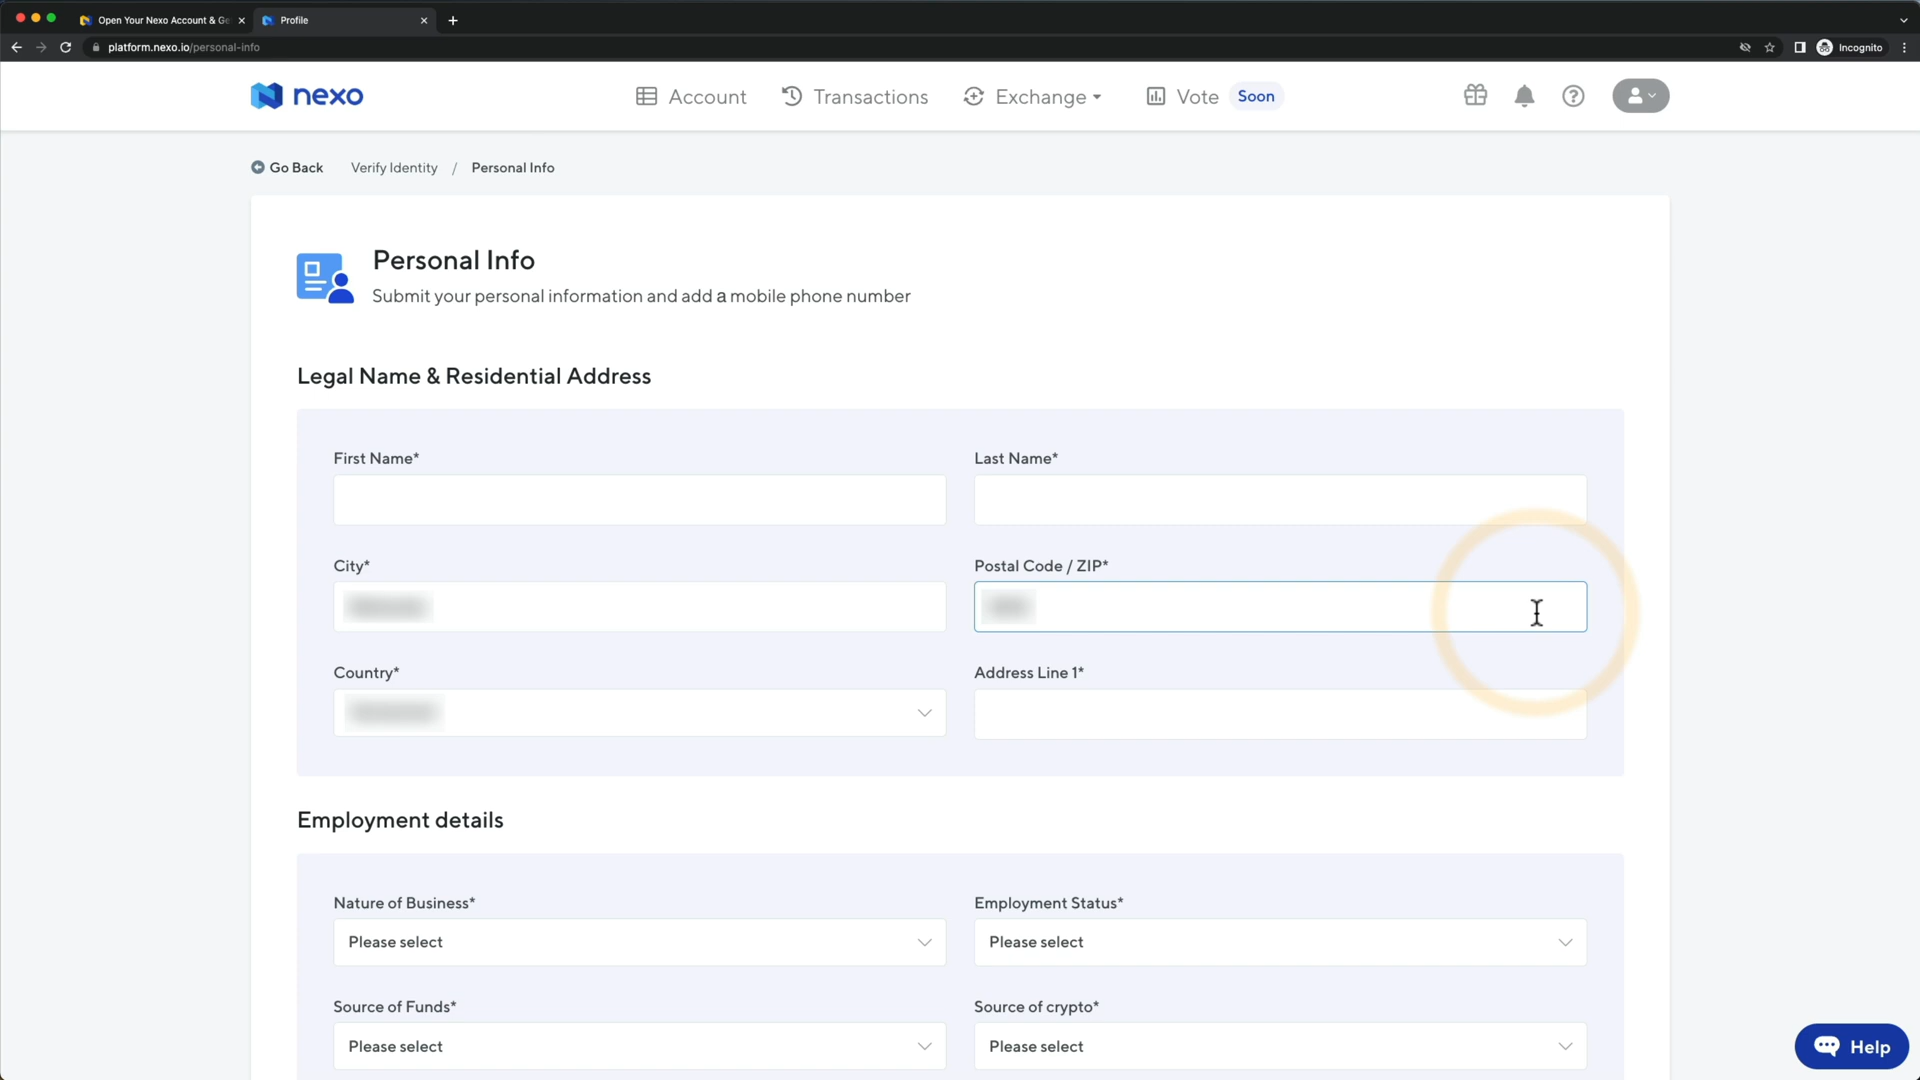 Open Your Nexo Account & Ge
Profile
platform.nexo.io/personal-info
Incognito
nexo
Account
Transactions
Exchange
Vote
Soon
Go Back
Verify Identity / Personal Info
Personal Info
Submit your personal information and add a mobile phone number
Legal Name & Residential Address
First Name*
Last Name*
City*
Postal Code / ZIP*
Country*
Address Line 1*
Employment details
Nature of Business*
Employment Status*
Please select
Please select
Source of Funds*
Source of crypto*
Please select
Please select
Help